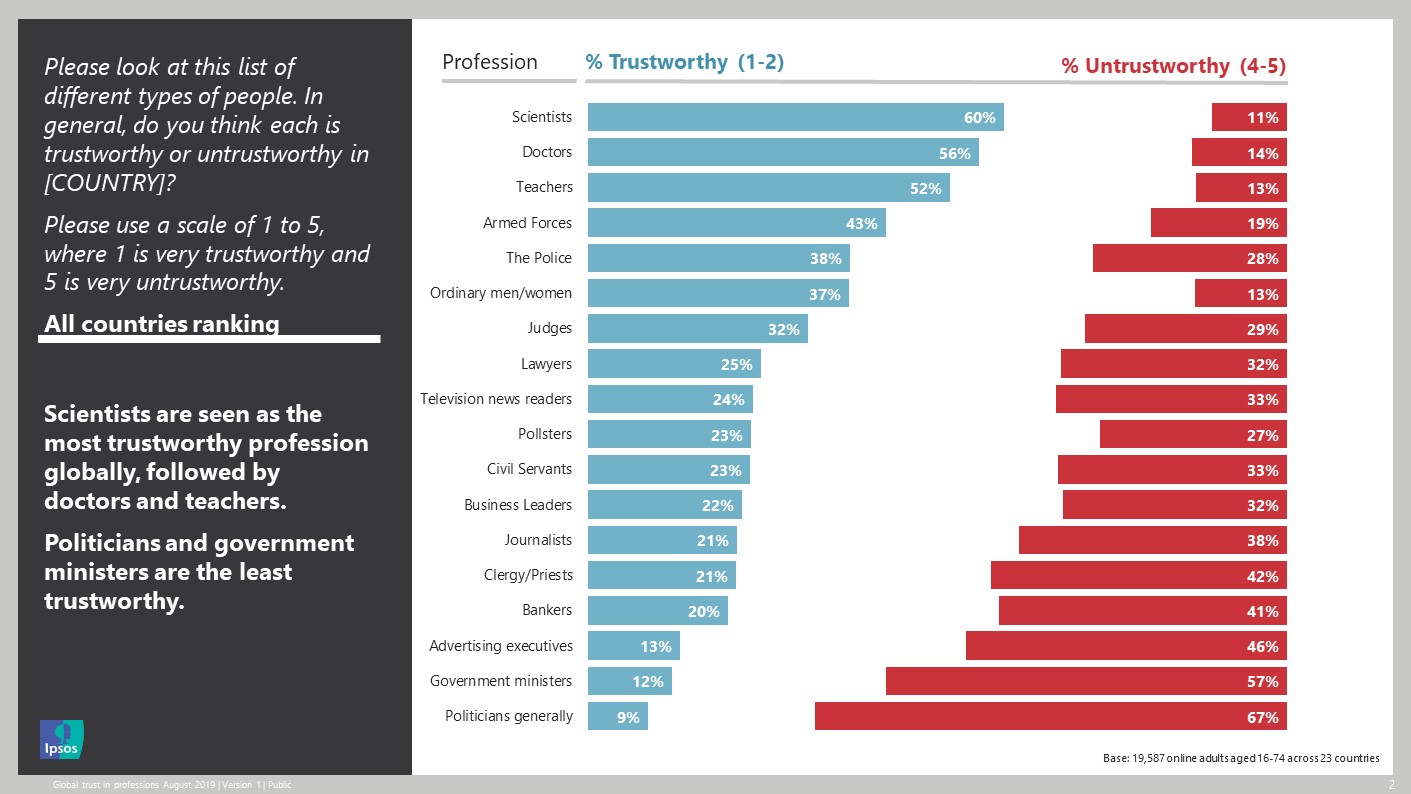 Please look at this list of
different types of people. In
general, do you think each is
trustworthy or untrustworthy in
[COUNTRY]?
Please use a scale of 1 to 5,
where 1 is very trustworthy and
5 is very untrustworthy.
All countries ranking
Scientists are seen as the
most trustworthy profession
globally, followed by
doctors and teachers.
Politicians and government
ministers are the least
trustworthy.
Ipsos
Profession % Trustworthy (1-2) % Untrustworthy (4-5)
Scientists 60% 11%
Doctors 56% 14%
Teachers 52% 13%
Armed Forces 43% 19%
The Police 38% 28%
Ordinary men/women 37% 13%
Judges 32% 29%
Lawyers 25% 32%
Television news readers 24% 33%
Pollsters 23% 27%
Civil Servants 23% 33%
Business Leaders 22% 32%
Journalists 21% 38%
Clergy/Priests 21% 42%
Bankers 20% 41%
Advertising executives 13% 46%
Government ministers 12% 57%
Politicians generally 9% 67%
Base: 19,587 online adults aged 16-74 across 23 countries
Global trust in professions August 2019 | Version 1 | Public
2